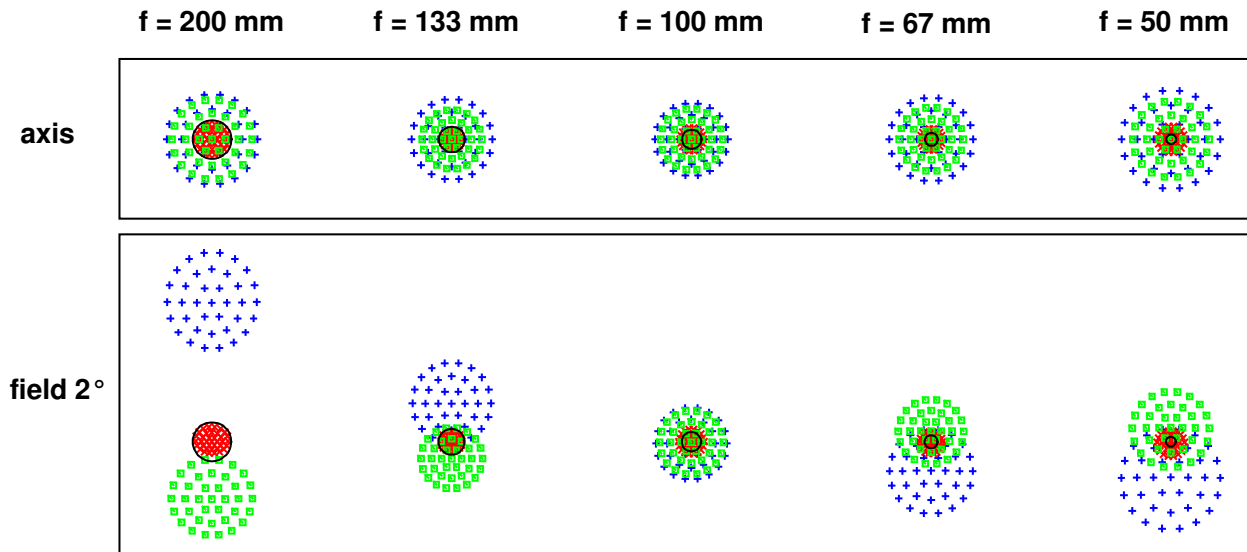 f = 200 mm f = 133 mm f = 100 mm f = 67 mm f = 50 mm
axis
field 2°